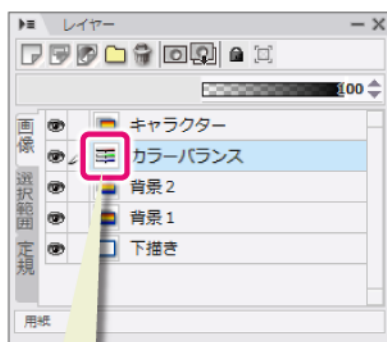 レイヤー
100
画像
キャラクター
カラーバランス
選択範囲
背景2
背景1
定規
下描き
用紙